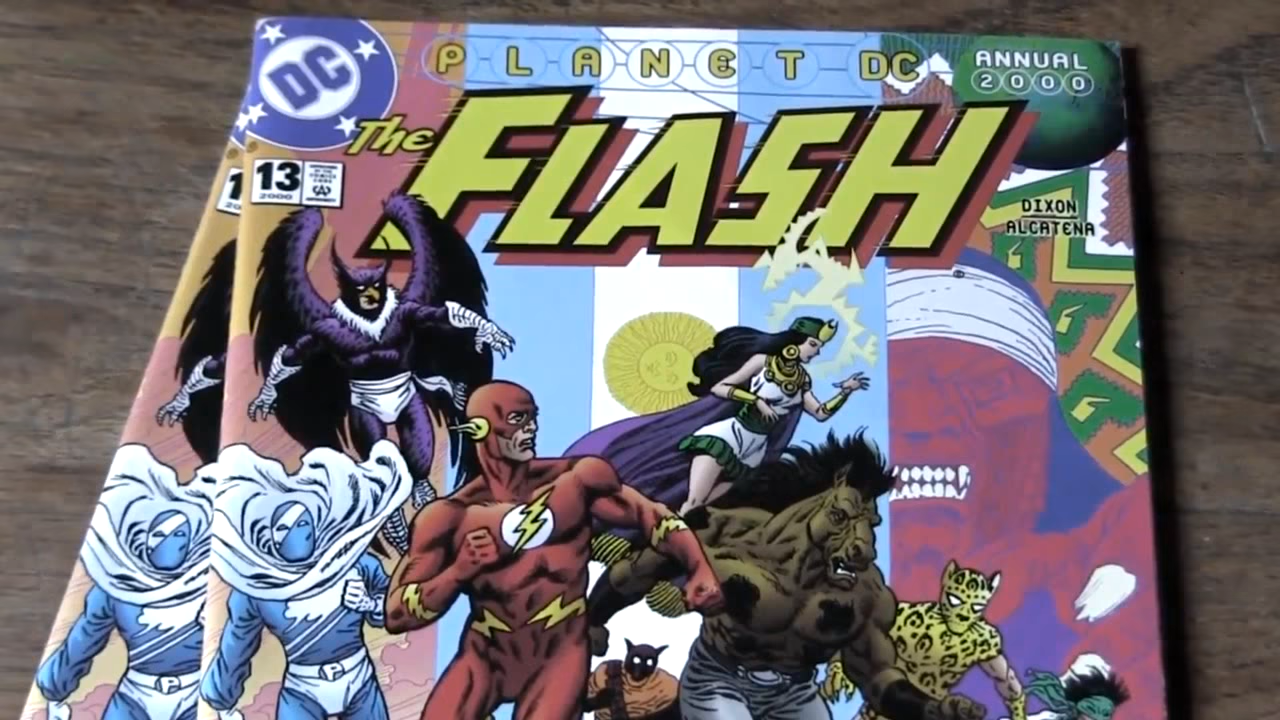 PLANET DC
ANNUAL
2000
DC
The FLASH
13
2000
DIXON
ALCATENA
P
P